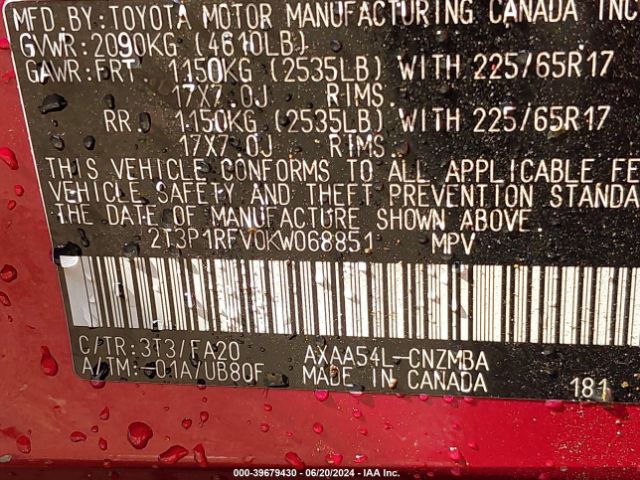 MFD. BY: TOYOTA MOTOR MANUFACTURING CANADA INC
GVWR: 2090KG (4610LB)
GAWR: FRT. 1150KG (2535LB) WITH 225/65R17
17X7.0J RIMS.
RR. 1150KG (2535LB) WITH 225/65R17
17X7.0J RIMS.
THIS VEHICLE CONFORMS TO ALL APPLICABLE FE
VEHICLE SAFETY AND THEFT PREVENTION STANDA
THE DATE OF MANUFACTURE SHOWN ABOVE.
2T3P1RFV0KW068851 MPV
C/TR: 3T3/FA20 AXAA54L-CNZMBA
A/TM: -01A/UB80F MADE IN CANADA 181
000-39679430 - 06/20/2024 - IAA Inc.